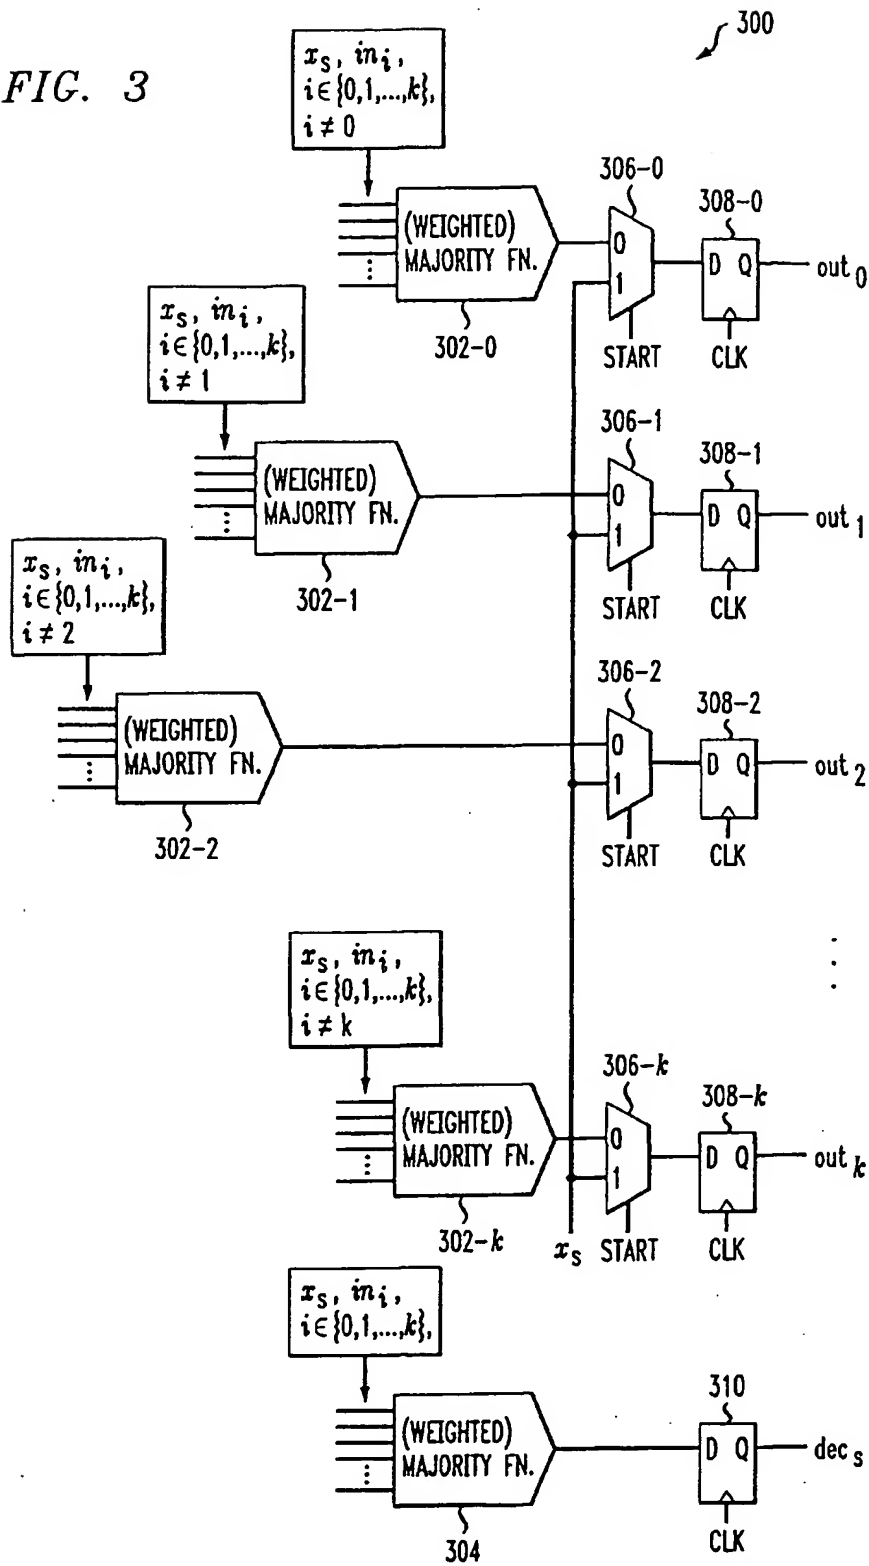 300
FIG. 3
x_s, in_i,
i∈{0,1,...,k},
i ≠ 0
306-0
308-0
(WEIGHTED)
MAJORITY FN.
0
1
D Q
out_0
302-0
START
CLK
x_s, in_i,
i∈{0,1,...,k},
i ≠ 1
306-1
308-1
(WEIGHTED)
MAJORITY FN.
0
1
D Q
out_1
302-1
START
CLK
x_s, in_i,
i∈{0,1,...,k},
i ≠ 2
306-2
308-2
(WEIGHTED)
MAJORITY FN.
0
1
D Q
out_2
302-2
START
CLK
x_s, in_i,
i∈{0,1,...,k},
i ≠ k
306-k
308-k
(WEIGHTED)
MAJORITY FN.
0
1
D Q
out_k
302-k
x_s
START
CLK
x_s, in_i,
i∈{0,1,...,k},
310
(WEIGHTED)
MAJORITY FN.
D Q
dec_s
304
CLK